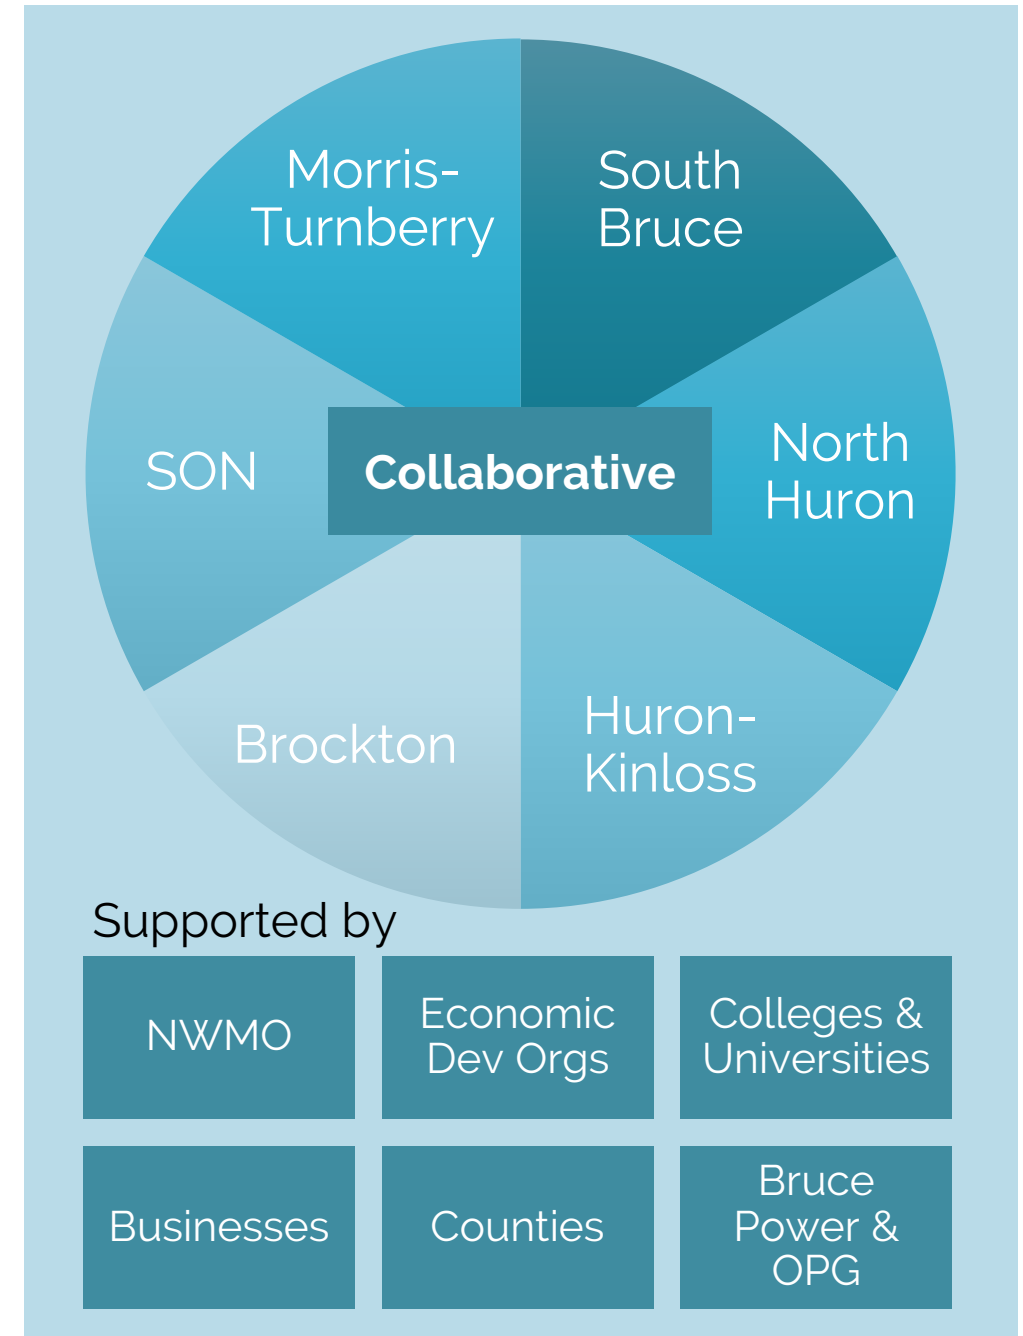 Morris-
Turnberry
South
Bruce
SON
Collaborative
North
Huron
Brockton
Huron-
Kinloss
Supported by
NWMO
Economic
Dev Orgs
Colleges &
Universities
Businesses
Counties
Bruce
Power &
OPG